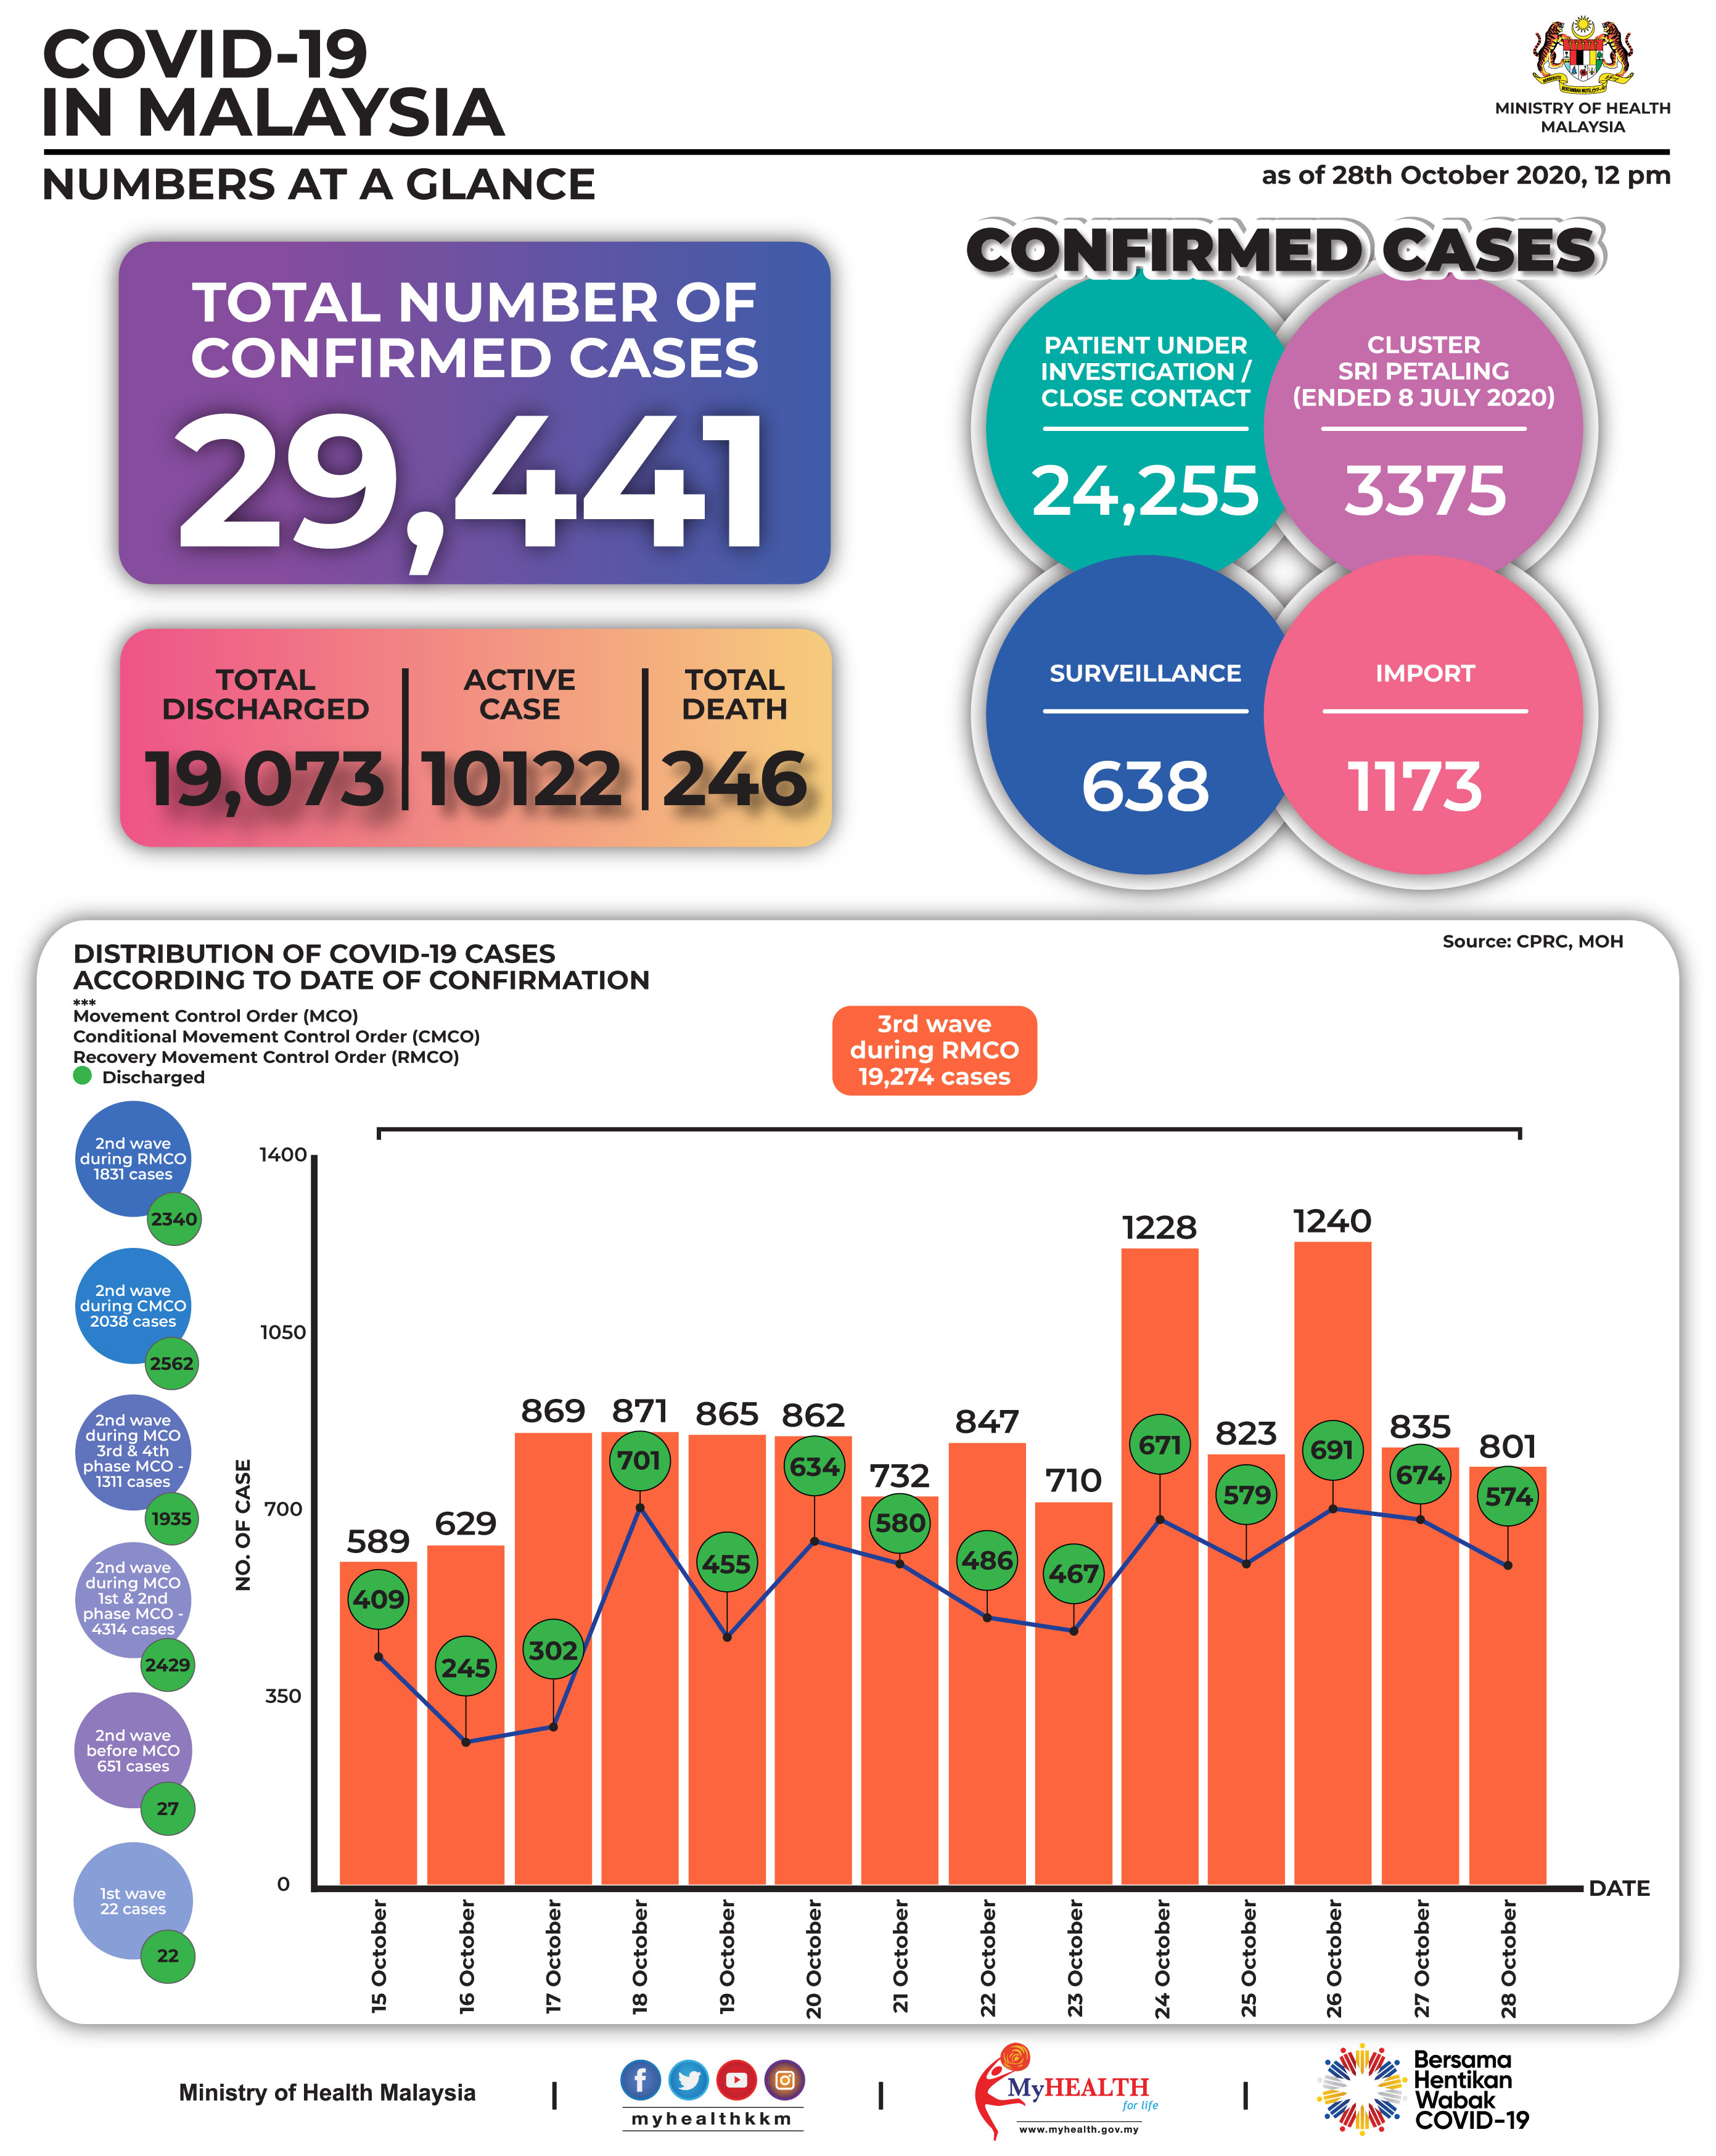 COVID-19
IN MALAYSIA
MINISTRY OF HEALTH
MALAYSIA
NUMBERS AT A GLANCE
as of 28th October 2020, 12 pm
TOTAL NUMBER OF
CONFIRMED CASES
29,441
TOTAL
DISCHARGED
19,073
ACTIVE
CASE
10122
TOTAL
DEATH
246
CONFIRMED CASES
PATIENT UNDER
INVESTIGATION /
CLOSE CONTACT
24,255
CLUSTER
SRI PETALING
(ENDED 8 JULY 2020)
3375
SURVEILLANCE
638
IMPORT
1173
DISTRIBUTION OF COVID-19 CASES
ACCORDING TO DATE OF CONFIRMATION
Source: CPRC, MOH
***
Movement Control Order (MCO)
Conditional Movement Control Order (CMCO)
Recovery Movement Control Order (RMCO)
Discharged
3rd wave
during RMCO
19,274 cases
2nd wave
during RMCO
1831 cases
2340
2nd wave
during CMCO
2038 cases
2562
2nd wave
during MCO
3rd & 4th
phase MCO -
1311 cases
1935
2nd wave
during MCO
1st & 2nd
phase MCO -
4314 cases
2429
2nd wave
before MCO
651 cases
27
1st wave
22 cases
22
NO. OF CASE
1400
1050
700
350
0
589
629
869
871
865
862
732
847
710
1228
823
1240
835
801
409
245
302
701
455
634
580
486
467
671
579
691
674
574
15 October
16 October
17 October
18 October
19 October
20 October
21 October
22 October
23 October
24 October
25 October
26 October
27 October
28 October
DATE
Ministry of Health Malaysia
myhealthkkm
MyHEALTH
for life
www.myhealth.gov.my
Bersama
Hentikan
Wabak
COVID-19